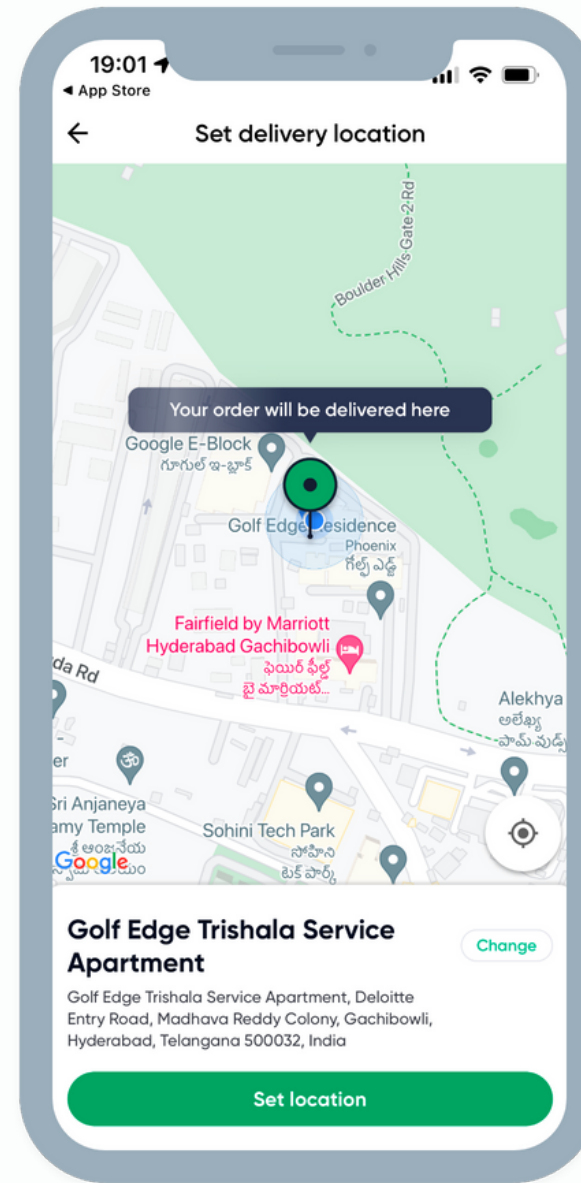 19:01
◀ App Store
Set delivery location
Boulder Hills Gate-2 Rd
Your order will be delivered here
Google E-Block
గూగుల్ ఇ-బ్లాక్
Golf Edge Residence
Phoenix
గోల్ఫ్ ఎడ్జ్
Fairfield by Marriott
Hyderabad Gachibowli
ఫెయిర్ ఫీల్డ్
బై మారియట్...
da Rd
Alekhya
అలేఖ్య
పామ్ వుడ్స్
er
Sri Anjaneya
amy Temple
శ్రీ ఆంజనేయ
Sohini Tech Park
సోహిని
టెక్ పార్క్
Google
Golf Edge Trishala Service
Apartment
Change
Golf Edge Trishala Service Apartment, Deloitte
Entry Road, Madhava Reddy Colony, Gachibowli,
Hyderabad, Telangana 500032, India
Set location